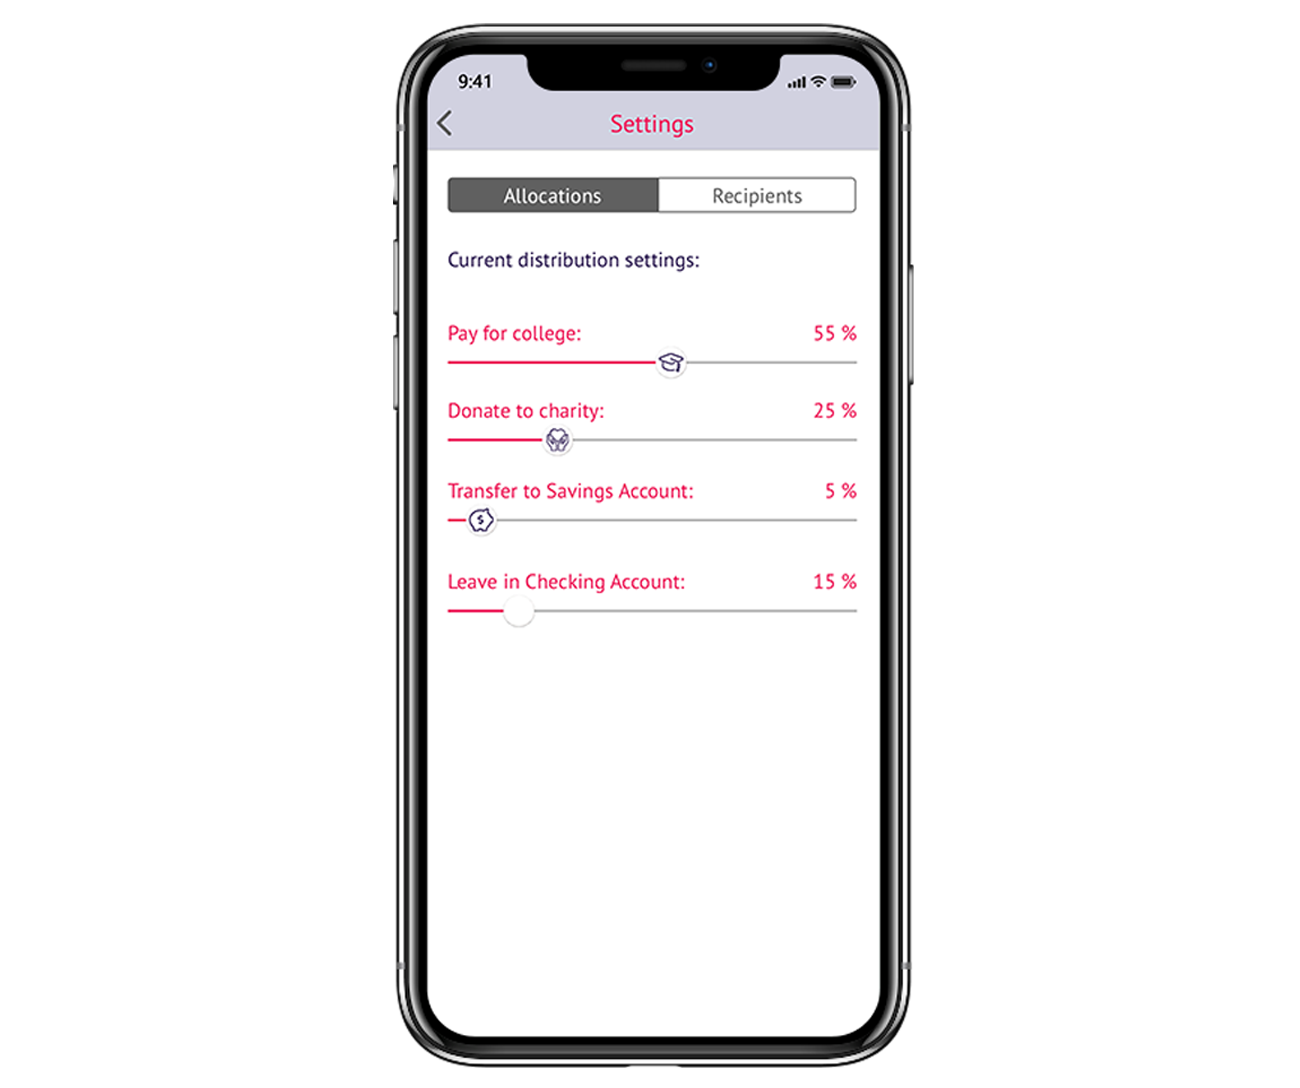 9:41
Settings
Allocations Recipients
Current distribution settings:
Pay for college: 55 %
Donate to charity: 25 %
Transfer to Savings Account: 5 %
$
Leave in Checking Account: 15 %